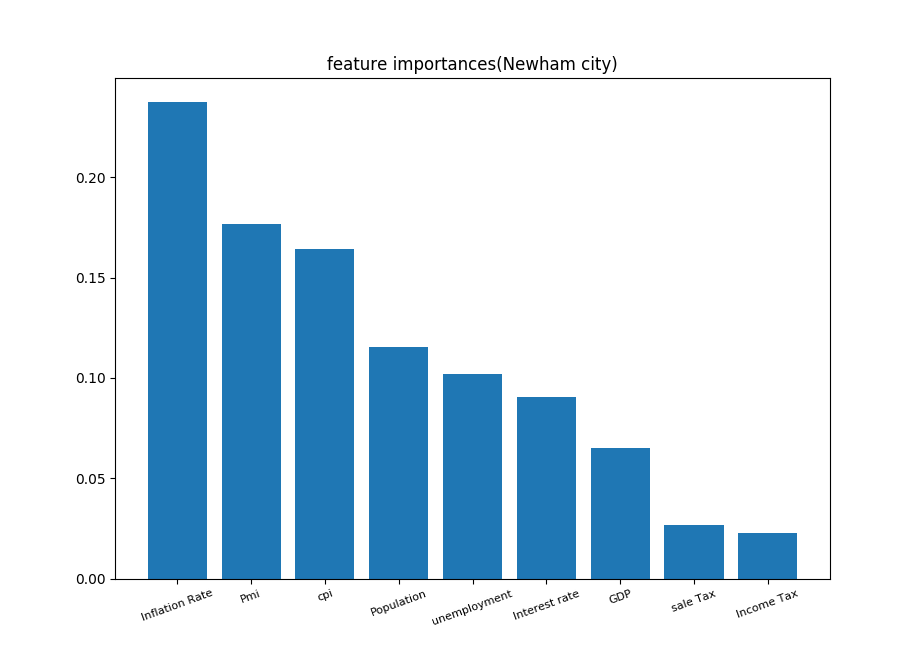 feature importances(Newham city)
0.20
0.15
0.10
0.05
0.00
Inflation Rate
Pmi
cpi
Population
unemployment
Interest rate
GDP
sale Tax
Income Tax